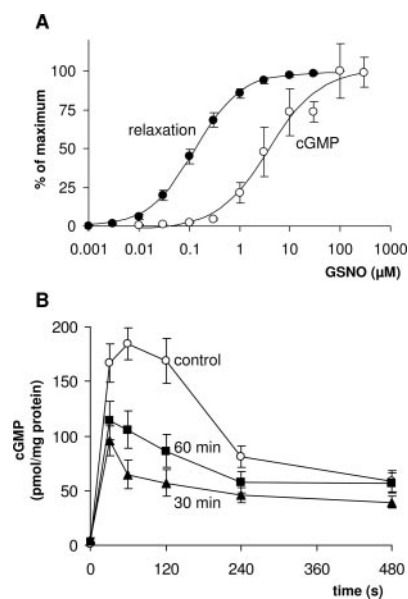 A
100
75
50
25
0
% of maximum
relaxation
cGMP
0.001 0.01 0.1 1 10 100 1000
GSNO (µM)
B
200
150
100
50
0
cGMP
(pmol/mg protein)
control
60 min
30 min
0 120 240 360 480
time (s)